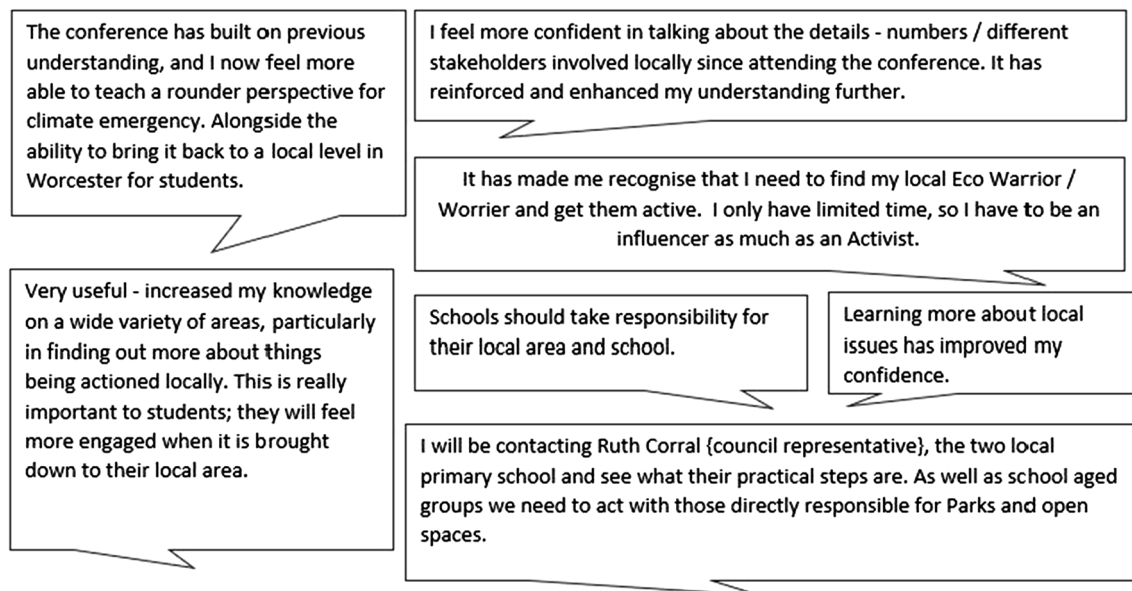 The conference has built on previous
understanding, and I now feel more
able to teach a rounder perspective for
climate emergency. Alongside the
ability to bring it back to a local level in
Worcester for students.
I feel more confident in talking about the details - numbers / different
stakeholders involved locally since attending the conference. It has
reinforced and enhanced my understanding further.
It has made me recognise that I need to find my local Eco Warrior /
Worrier and get them active.  I only have limited time, so I have to be an
influencer as much as an Activist.
Very useful - increased my knowledge
on a wide variety of areas, particularly
in finding out more about things
being actioned locally. This is really
important to students; they will feel
more engaged when it is brought
down to their local area.
Schools should take responsibility for
their local area and school.
Learning more about local
issues has improved my
confidence.
I will be contacting Ruth Corral {council representative}, the two local
primary school and see what their practical steps are. As well as school aged
groups we need to act with those directly responsible for Parks and open
spaces.